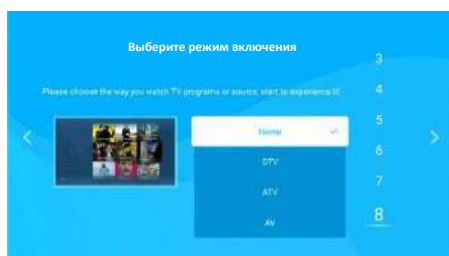 Выберите режим включения
Please choose the way you watch TV programs or source, start to experience it!
Home
DTV
ATV
AV
3
4
5
6
7
8